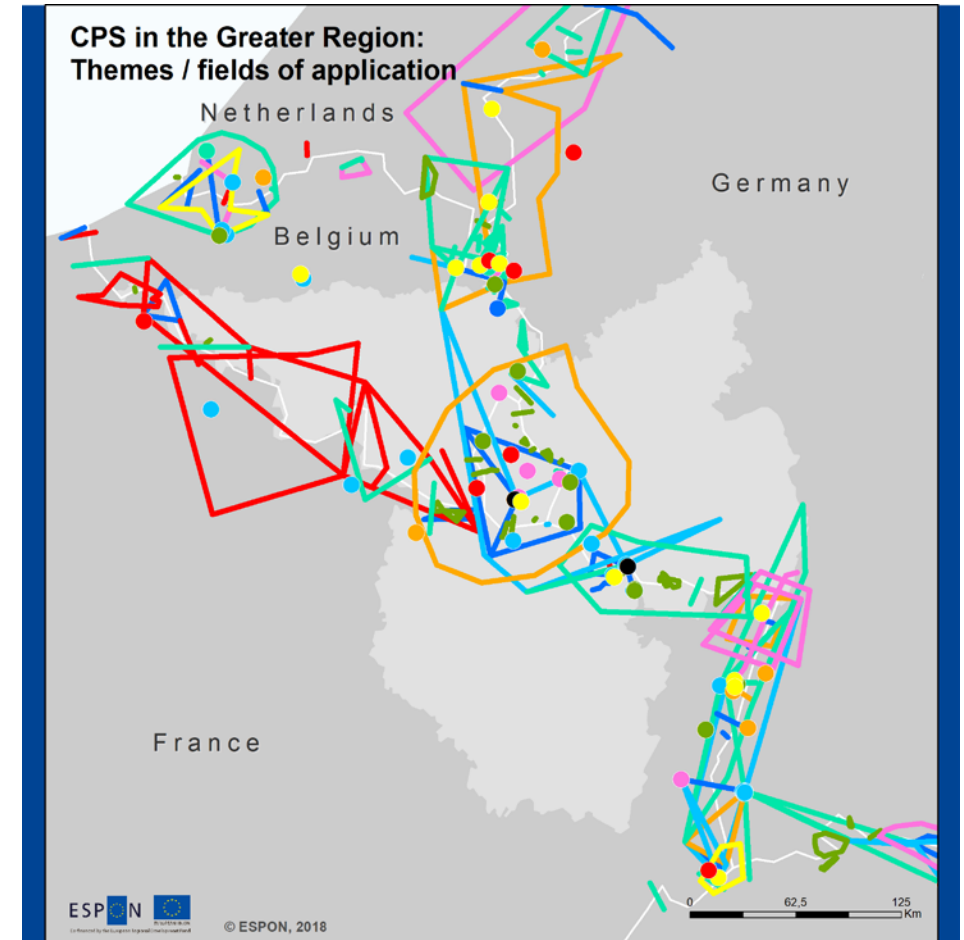 CPS in the Greater Region:
Themes / fields of application
Netherlands
Germany
Belgium
France
ESPON
© ESPON, 2018
0 62,5 125
Km